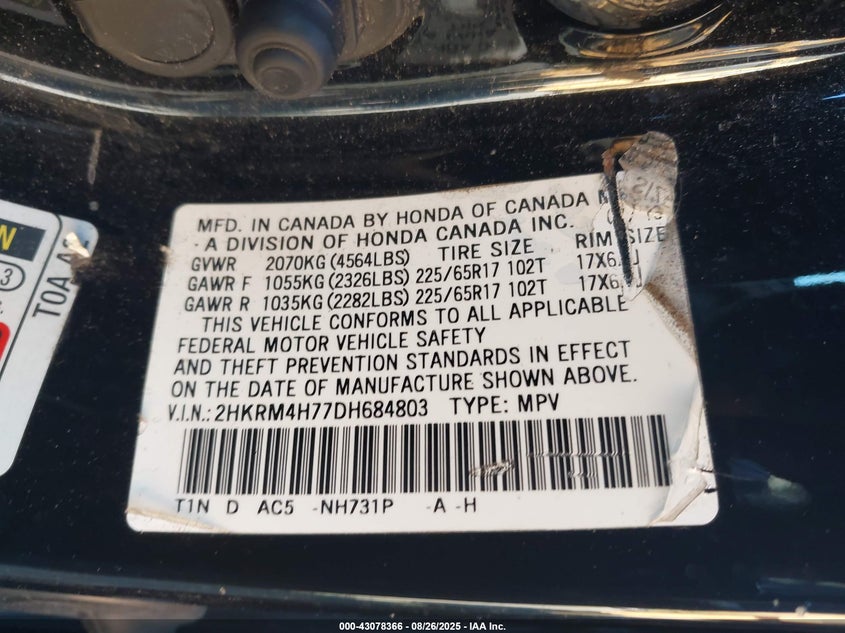 MFD. IN CANADA BY HONDA OF CANADA
A DIVISION OF HONDA CANADA INC.
GVWR 2070KG (4564LBS) TIRE SIZE RIM SIZE
GAWR F 1055KG (2326LBS) 225/65R17 102T
GAWR R 1035KG (2282LBS) 225/65R17 102T
THIS VEHICLE CONFORMS TO ALL APPLICABLE
FEDERAL MOTOR VEHICLE SAFETY
AND THEFT PREVENTION STANDARDS IN EFFECT
ON THE DATE OF MANUFACTURE SHOWN ABOVE.
V.I.N.: 2HKRM4H77DH684803 TYPE: MPV
T1N D AC5 -NH731P -A -H
N
3
TOA
000-43078366 - 08/26/2025 - IAA Inc.